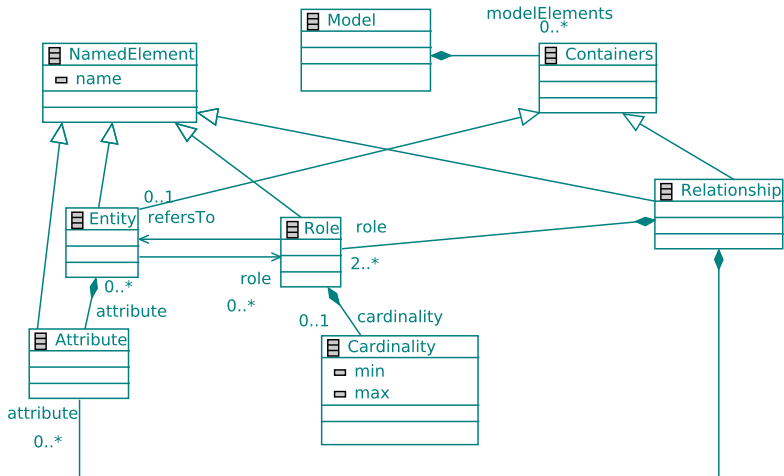 Model
modelElements
0..*
NamedElement
name
Containers
0..1
refersTo
Entity
Role
role
Relationship
2..*
role
0..*
0..*
attribute
cardinality
0..1
Attribute
Cardinality
min
max
attribute
0..*